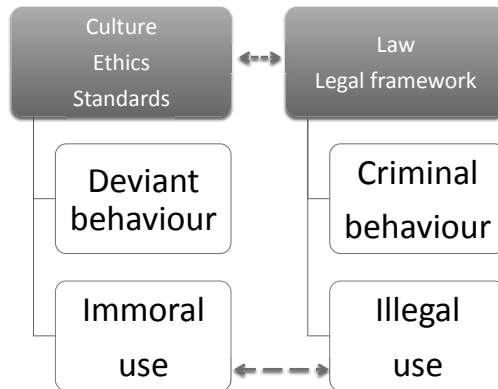 Culture
Ethics
Standards
Law
Legal framework
Deviant
behaviour
Criminal
behaviour
Immoral
use
Illegal
use